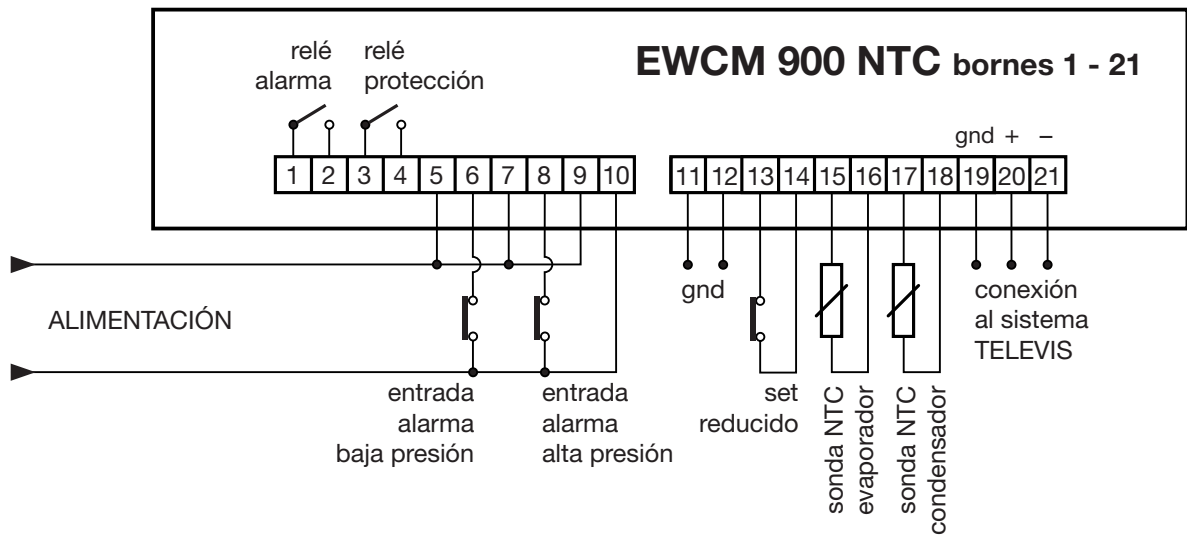 relé
alarma
relé
protección
EWCM 900 NTC bornes 1 - 21
gnd + –
1 2 3 4 5 6 7 8 9 10 11 12 13 14 15 16 17 18 19 20 21
ALIMENTACIÓN
gnd
conexión
al sistema
TELEVIS
entrada
alarma
baja presión
entrada
alarma
alta presión
set
reducido
sonda NTC
evaporador
sonda NTC
condensador